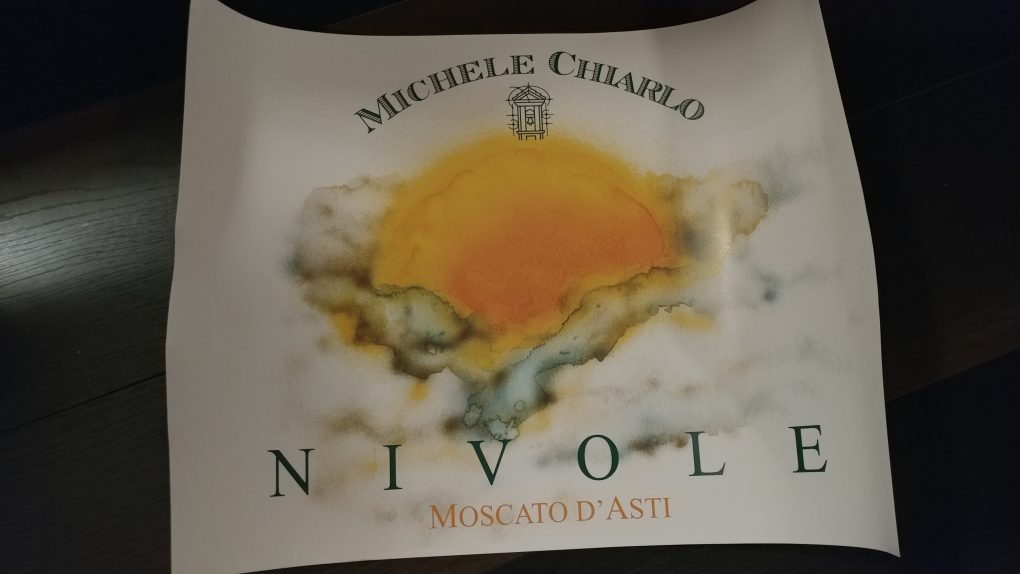 MICHELE CHIARLO
NIVOLE
MOSCATO D'ASTI